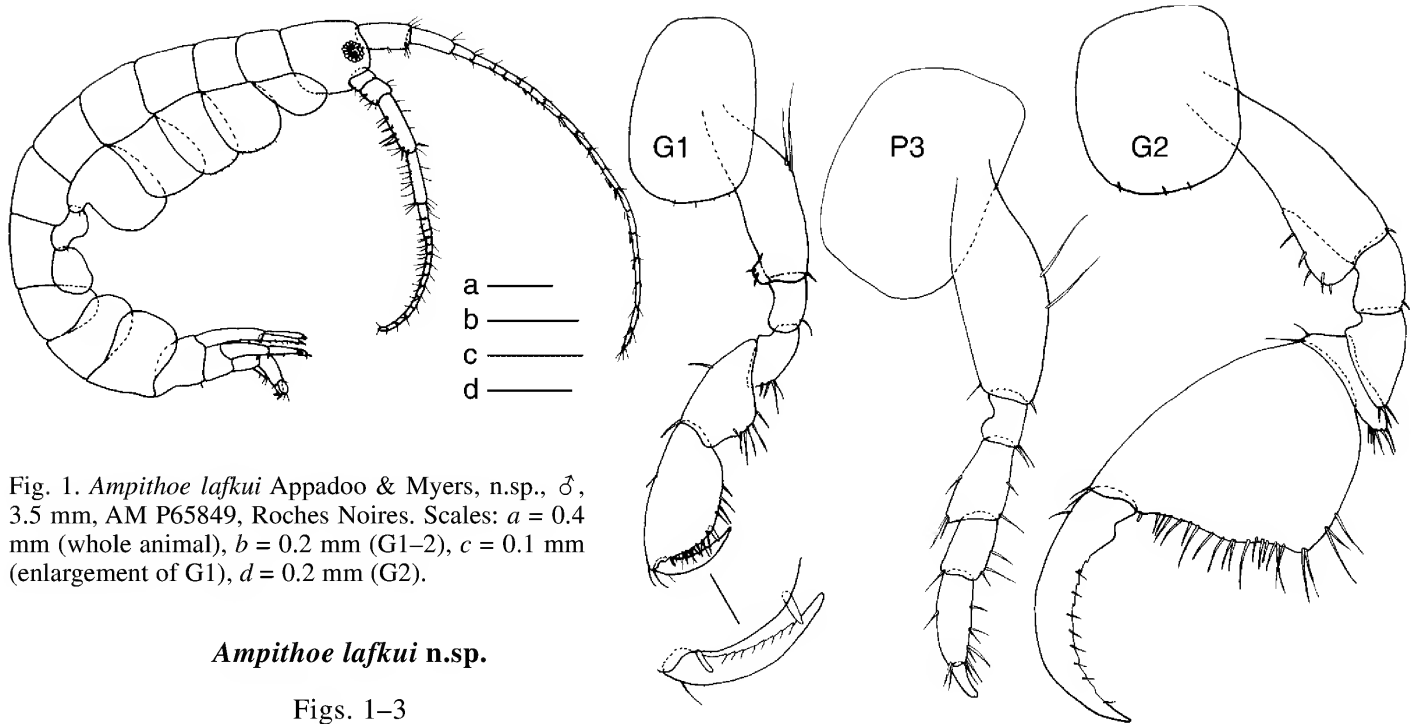 G1
P3
G2
a
b
c
d
Fig. 1. Ampithoe lafkui Appadoo & Myers, n.sp., ♂,
3.5 mm, AM P65849, Roches Noires. Scales: a = 0.4
mm (whole animal), b = 0.2 mm (G1–2), c = 0.1 mm
(enlargement of G1), d = 0.2 mm (G2).
Ampithoe lafkui n.sp.
Figs. 1–3